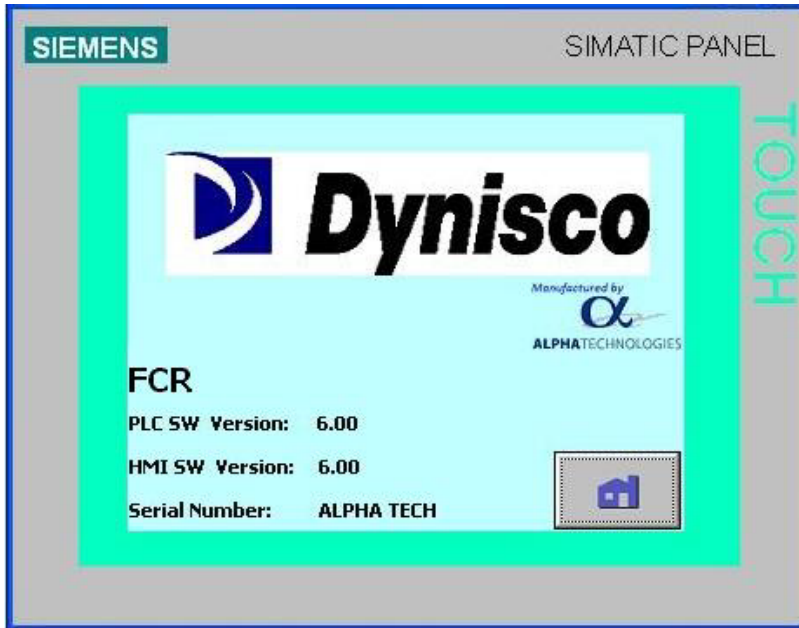 SIEMENS
SIMATIC PANEL
TOUCH
Dynisco
Manufactured by
α
ALPHATECHNOLOGIES
FCR
PLC SW Version: 6.00
HMI SW Version: 6.00
Serial Number: ALPHA TECH